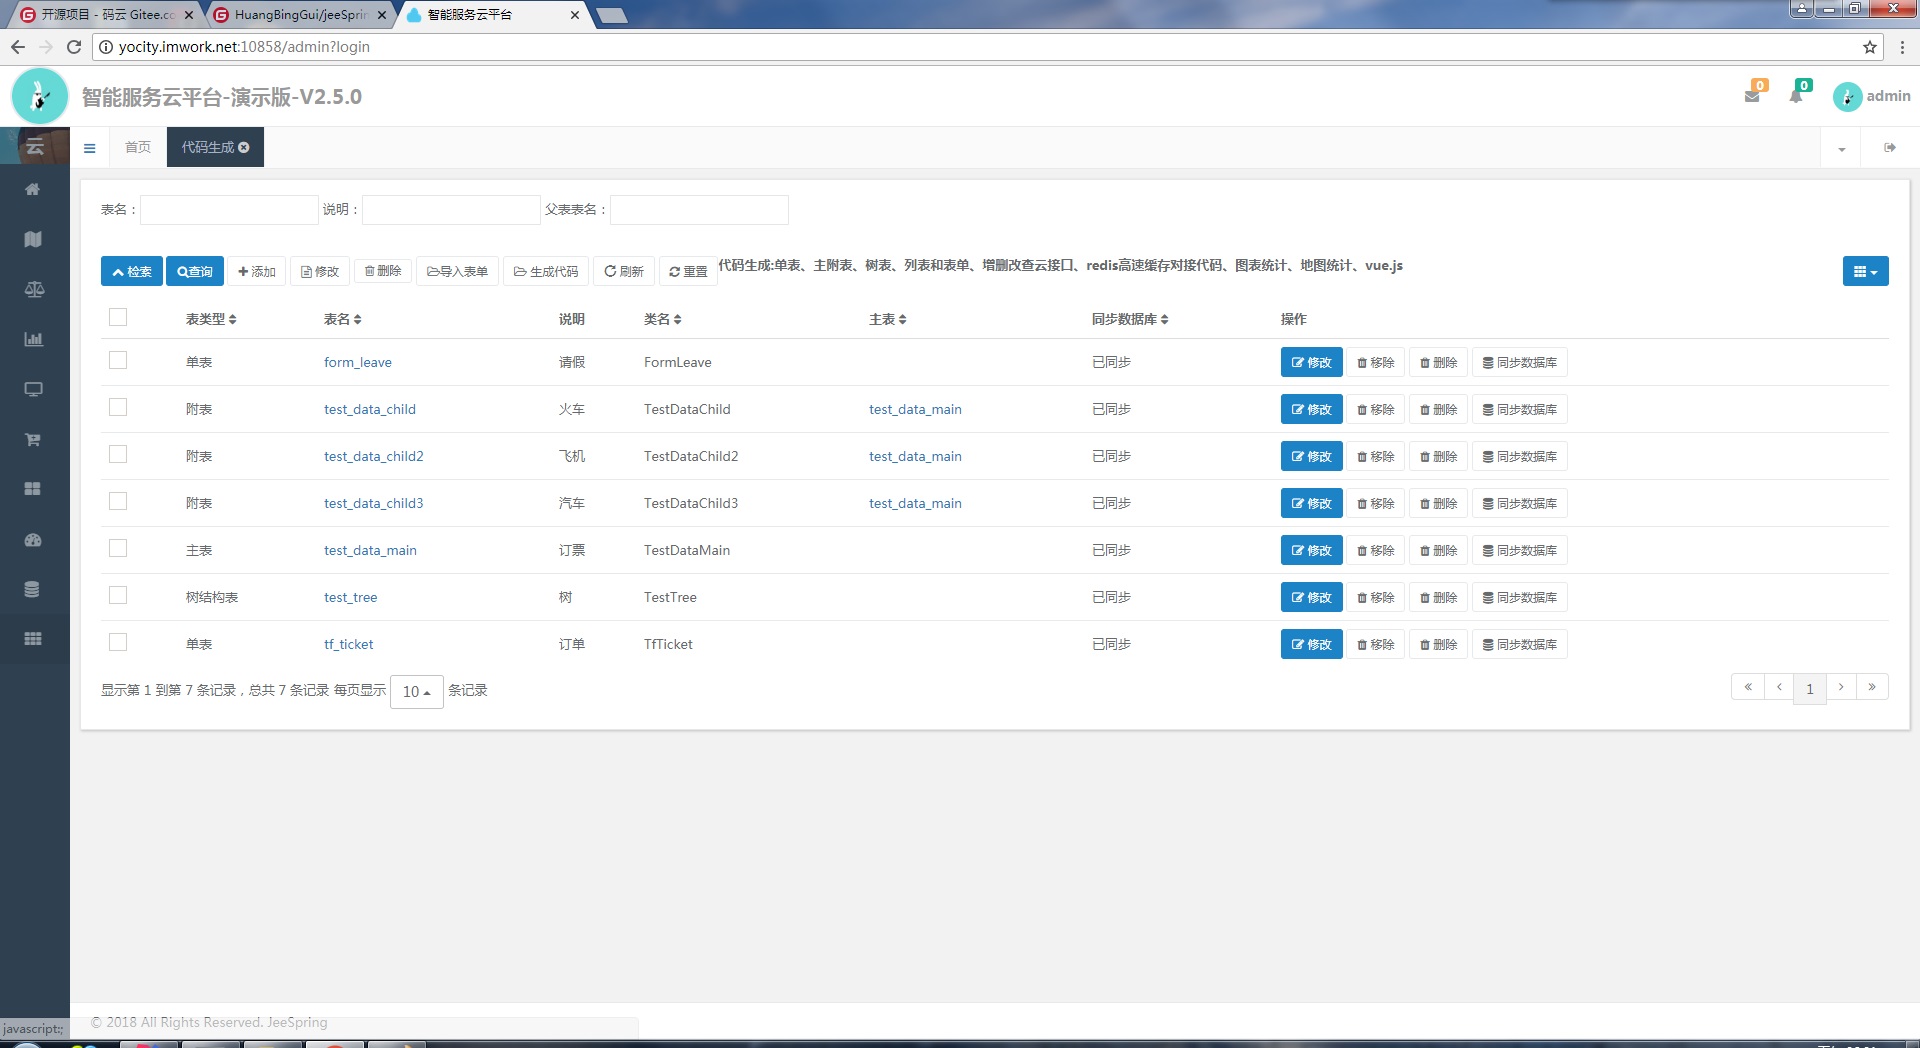 开源项目 - 码云 Gitee.co
HuangBingGui/jeeSprin
智能服务云平台
yocity.imwork.net:10858/admin?login
智能服务云平台-演示版-V2.5.0
0 0 admin
云 首页 代码生成
表名： 说明： 父表表名：
检索 查询 添加 修改 删除 导入表单 生成代码 刷新 重置 代码生成:单表、主附表、树表、列表和表单、增删改查云接口、redis高速缓存对接代码、图表统计、地图统计、vue.js
表类型 表名 说明 类名 主表 同步数据库 操作
单表 form_leave 请假 FormLeave 已同步 修改 移除 删除 同步数据库
附表 test_data_child 火车 TestDataChild test_data_main 已同步 修改 移除 删除 同步数据库
附表 test_data_child2 飞机 TestDataChild2 test_data_main 已同步 修改 移除 删除 同步数据库
附表 test_data_child3 汽车 TestDataChild3 test_data_main 已同步 修改 移除 删除 同步数据库
主表 test_data_main 订票 TestDataMain 已同步 修改 移除 删除 同步数据库
树结构表 test_tree 树 TestTree 已同步 修改 移除 删除 同步数据库
单表 tf_ticket 订单 TfTicket 已同步 修改 移除 删除 同步数据库
显示第 1 到第 7 条记录，总共 7 条记录 每页显示 10 条记录 « ‹ 1 › »
© 2018 All Rights Reserved. JeeSpring
javascript:;